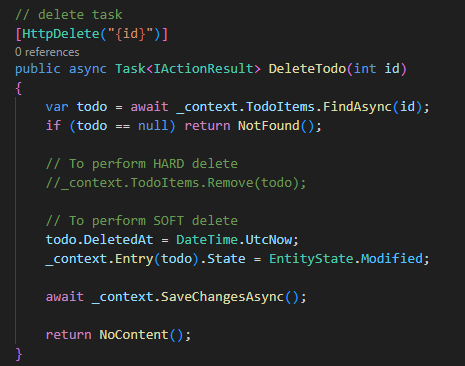 // delete task
[HttpDelete("{id}")]
0 references
public async Task<IActionResult> DeleteTodo(int id)
{
var todo = await _context.TodoItems.FindAsync(id);
if (todo == null) return NotFound();
// To perform HARD delete
//_context.TodoItems.Remove(todo);
// To perform SOFT delete
todo.DeletedAt = DateTime.UtcNow;
_context.Entry(todo).State = EntityState.Modified;
await _context.SaveChangesAsync();
return NoContent();
}